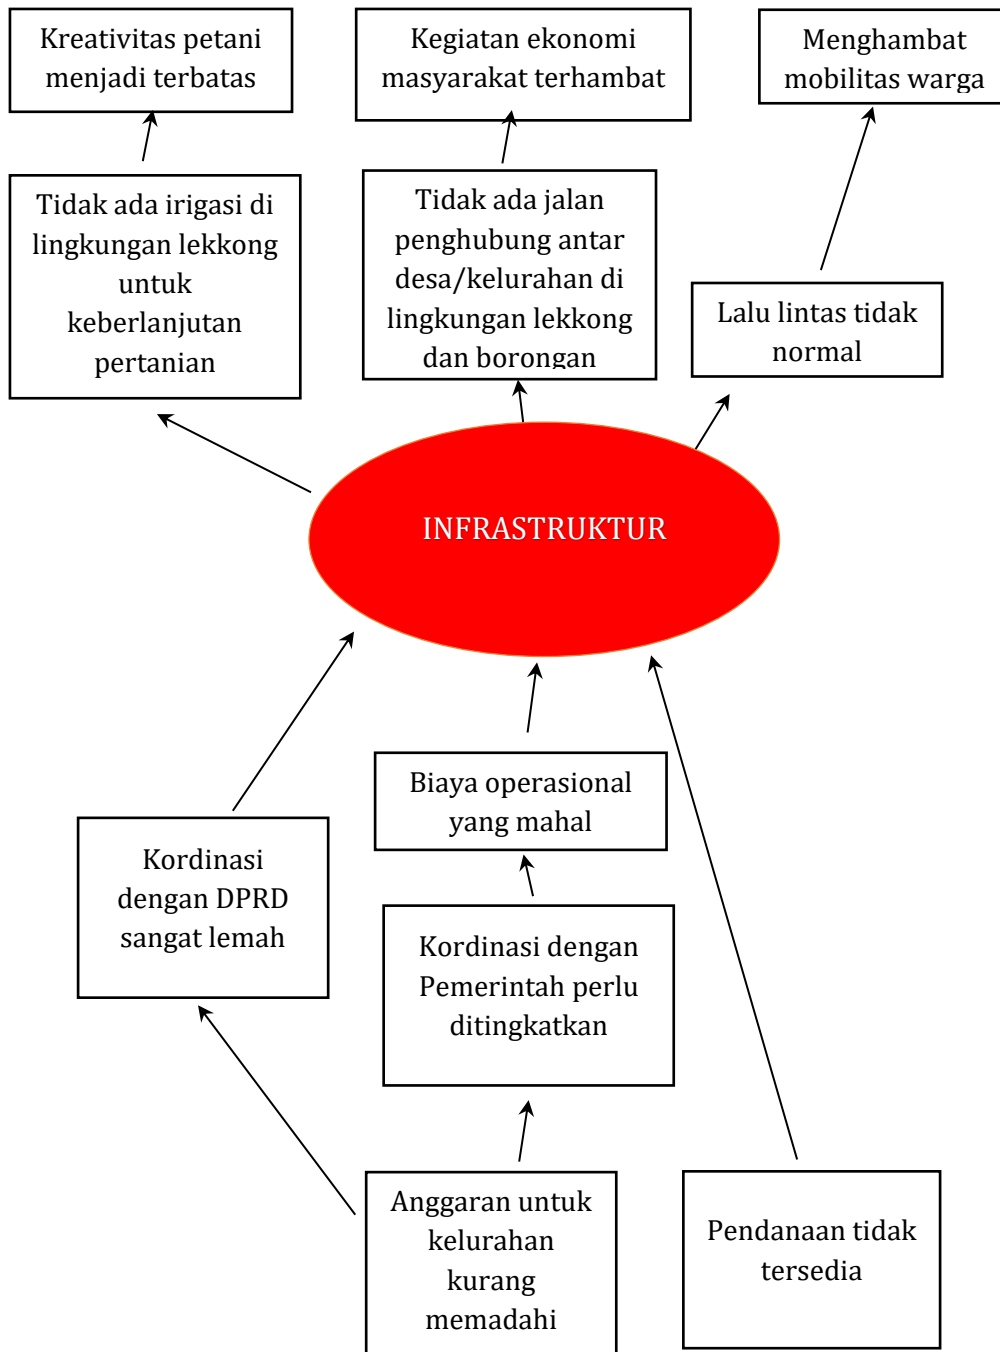 Kreativitas petani
menjadi terbatas
Kegiatan ekonomi
masyarakat terhambat
Menghambat
mobilitas warga
Tidak ada irigasi di
lingkungan lekkong
untuk
keberlanjutan
pertanian
Tidak ada jalan
penghubung antar
desa/kelurahan di
lingkungan lekkong
dan borongan
Lalu lintas tidak
normal
INFRASTRUKTUR
Biaya operasional
yang mahal
Kordinasi
dengan DPRD
sangat lemah
Kordinasi dengan
Pemerintah perlu
ditingkatkan
Anggaran untuk
kelurahan
kurang
memadahi
Pendanaan tidak
tersedia